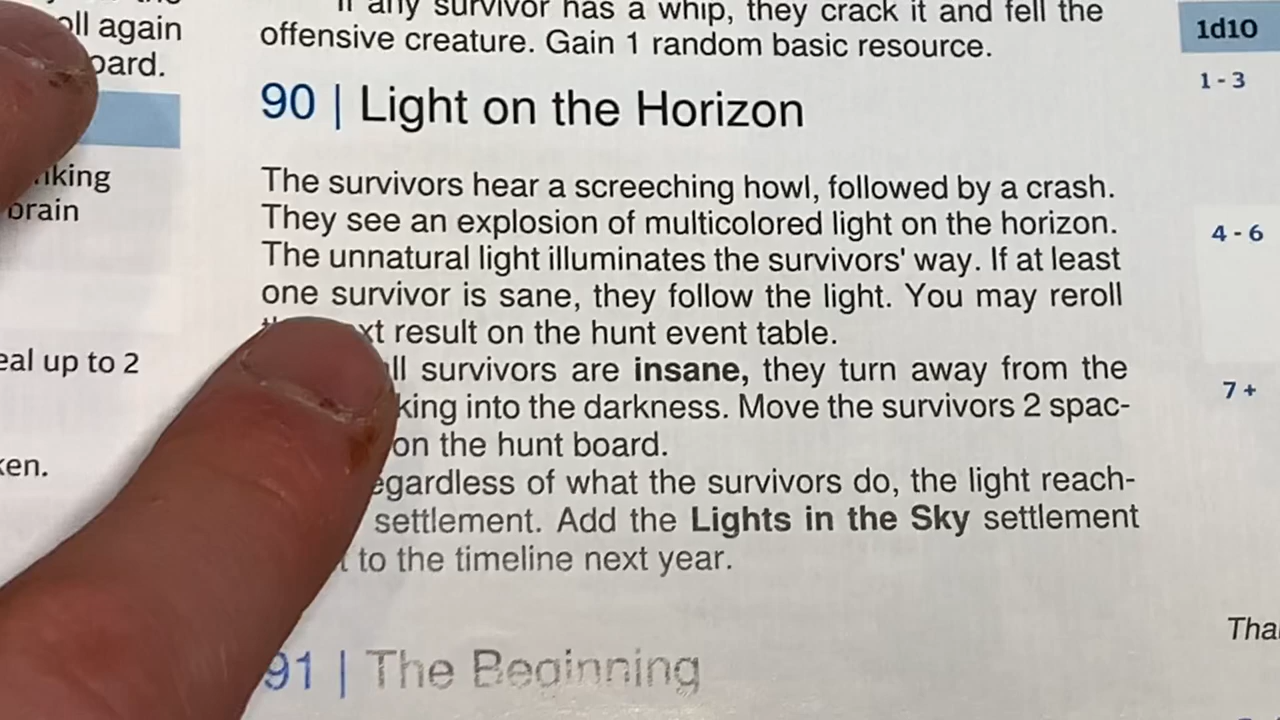 ll again
oard.
nking
brain
eal up to 2
ken.
If any survivor has a whip, they crack it and fell the
offensive creature. Gain 1 random basic resource.
90 | Light on the Horizon
The survivors hear a screeching howl, followed by a crash.
They see an explosion of multicolored light on the horizon.
The unnatural light illuminates the survivors' way. If at least
one survivor is sane, they follow the light. You may reroll
xt result on the hunt event table.
ll survivors are insane, they turn away from the
king into the darkness. Move the survivors 2 spac-
on the hunt board.
egardless of what the survivors do, the light reach-
settlement. Add the Lights in the Sky settlement
t to the timeline next year.
91 | The Beginning
1d10
1 - 3
4 - 6
7 +
Tha